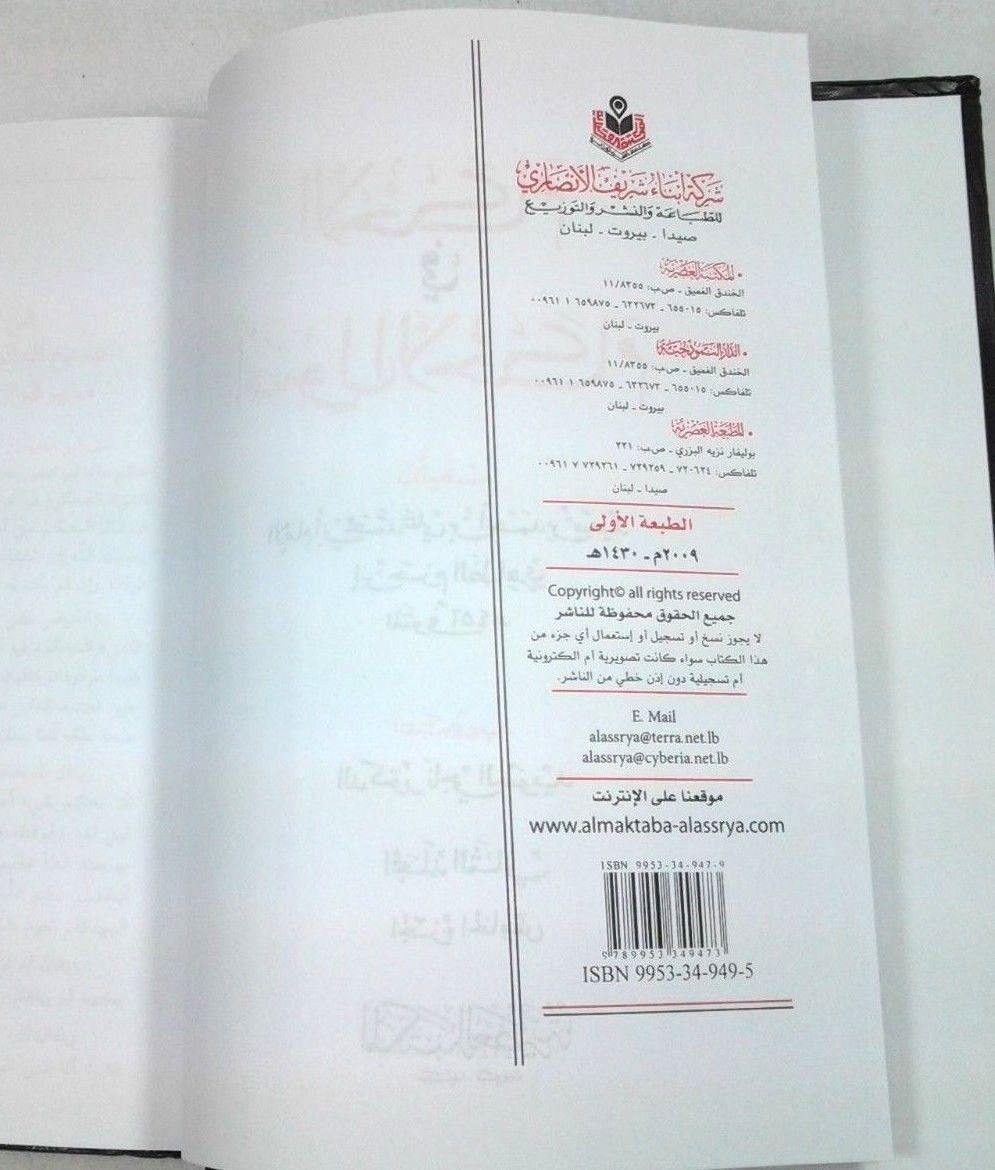 شركة أبناء شريف الأنصاري
للطباعة والنشر والتوزيع
صيدا - بيروت - لبنان
• المكتبة العصرية
الخندق الغميق - ص.ب: ١١/٨٣٥٥
تلفاكس: ٦٥٥٠١٥ - ٦٣٢٦٧٣ - ٦٥٩٨٧٥ ١ ٠٠٩٦١
بيروت - لبنان
• الدار النموذجية
الخندق الغميق - ص.ب: ١١/٨٣٥٥
تلفاكس: ٦٥٥٠١٥ - ٦٣٢٦٧٣ - ٦٥٩٨٧٥ ١ ٠٠٩٦١
بيروت - لبنان
• المطبعة العصرية
بوليفار نزيه البزري - ص.ب: ٢٢١
تلفاكس: ٧٢٠٦٢٤ - ٧٢٩٢٥٩ - ٧٢٩٢٦١ ٧ ٠٠٩٦١
صيدا - لبنان
الطبعة الأولى
٢٠٠٩م - ١٤٣٠هـ
Copyright© all rights reserved
جميع الحقوق محفوظة للناشر
لا يجوز نسخ أو تسجيل أو إستعمال أي جزء من
هذا الكتاب سواء كانت تصويرية أم الكترونية
أم تسجيلية دون إذن خطي من الناشر.
E. Mail
alassrya@terra.net.lb
alassrya@cyberia.net.lb
موقعنا على الإنترنت
www.almaktaba-alassrya.com
ISBN 9953-34-947-9
9 789953 349473
ISBN 9953-34-949-5